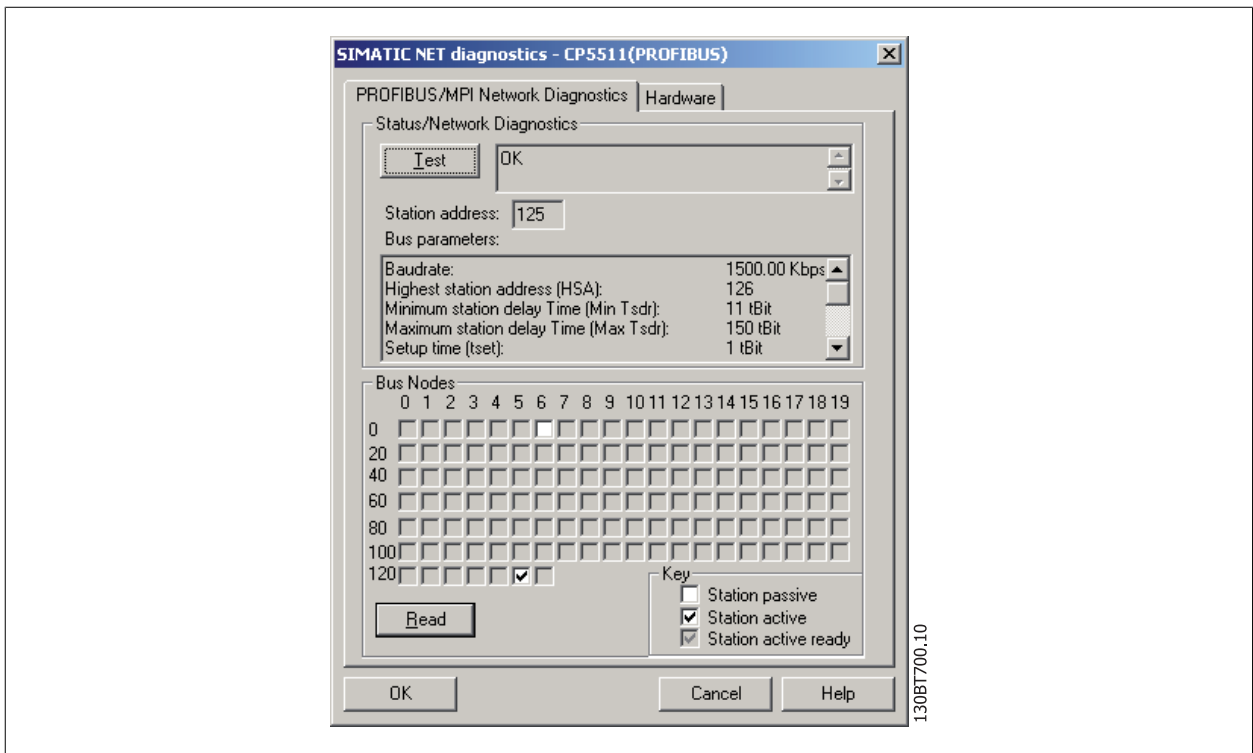 SIMATIC NET diagnostics - CP5511(PROFIBUS)
PROFIBUS/MPI Network Diagnostics Hardware
Status/Network Diagnostics
Test OK
Station address: 125
Bus parameters:
Baudrate: 1500.00 Kbps
Highest station address (HSA): 126
Minimum station delay Time (Min Tsdr): 11 tBit
Maximum station delay Time (Max Tsdr): 150 tBit
Setup time (tset): 1 tBit
Bus Nodes
0 1 2 3 4 5 6 7 8 9 10 11 12 13 14 15 16 17 18 19
0
20
40
60
80
100
120
Key
Station passive
Station active
Station active ready
Read
OK Cancel Help
130BT700.10